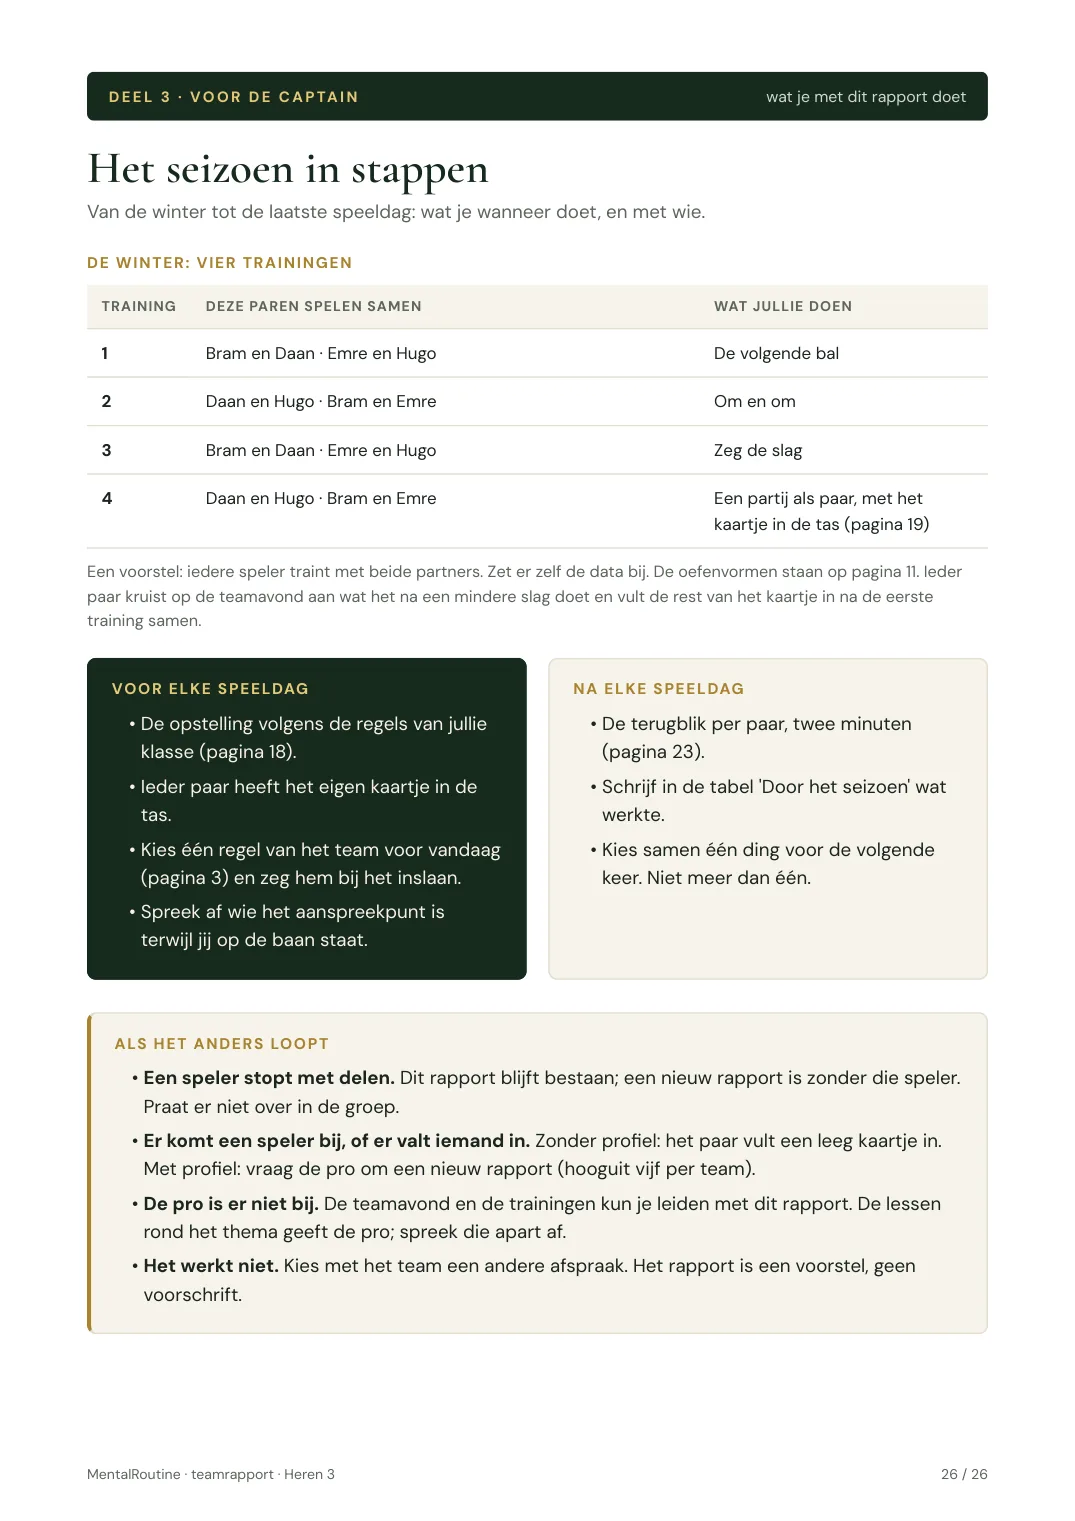 DEEL 3 · VOOR DE CAPTAIN
wat je met dit rapport doet
Het seizoen in stappen
Van de winter tot de laatste speeldag: wat je wanneer doet, en met wie.
DE WINTER: VIER TRAININGEN
TRAINING DEZE PAREN SPELEN SAMEN WAT JULLIE DOEN
1 Bram en Daan · Emre en Hugo De volgende bal
2 Daan en Hugo · Bram en Emre Om en om
3 Bram en Daan · Emre en Hugo Zeg de slag
4 Daan en Hugo · Bram en Emre Een partij als paar, met het
kaartje in de tas (pagina 19)
Een voorstel: iedere speler traint met beide partners. Zet er zelf de data bij. De oefenvormen staan op pagina 11. Ieder
paar kruist op de teamavond aan wat het na een mindere slag doet en vult de rest van het kaartje in na de eerste
training samen.
VOOR ELKE SPEELDAG
• De opstelling volgens de regels van jullie
klasse (pagina 18).
• Ieder paar heeft het eigen kaartje in de
tas.
• Kies één regel van het team voor vandaag
(pagina 3) en zeg hem bij het inslaan.
• Spreek af wie het aanspreekpunt is
terwijl jij op de baan staat.
NA ELKE SPEELDAG
• De terugblik per paar, twee minuten
(pagina 23).
• Schrijf in de tabel 'Door het seizoen' wat
werkte.
• Kies samen één ding voor de volgende
keer. Niet meer dan één.
ALS HET ANDERS LOOPT
• Een speler stopt met delen. Dit rapport blijft bestaan; een nieuw rapport is zonder die speler.
Praat er niet over in de groep.
• Er komt een speler bij, of er valt iemand in. Zonder profiel: het paar vult een leeg kaartje in.
Met profiel: vraag de pro om een nieuw rapport (hooguit vijf per team).
• De pro is er niet bij. De teamavond en de trainingen kun je leiden met dit rapport. De lessen
rond het thema geeft de pro; spreek die apart af.
• Het werkt niet. Kies met het team een andere afspraak. Het rapport is een voorstel, geen
voorschrift.
MentalRoutine · teamrapport · Heren 3
26 / 26